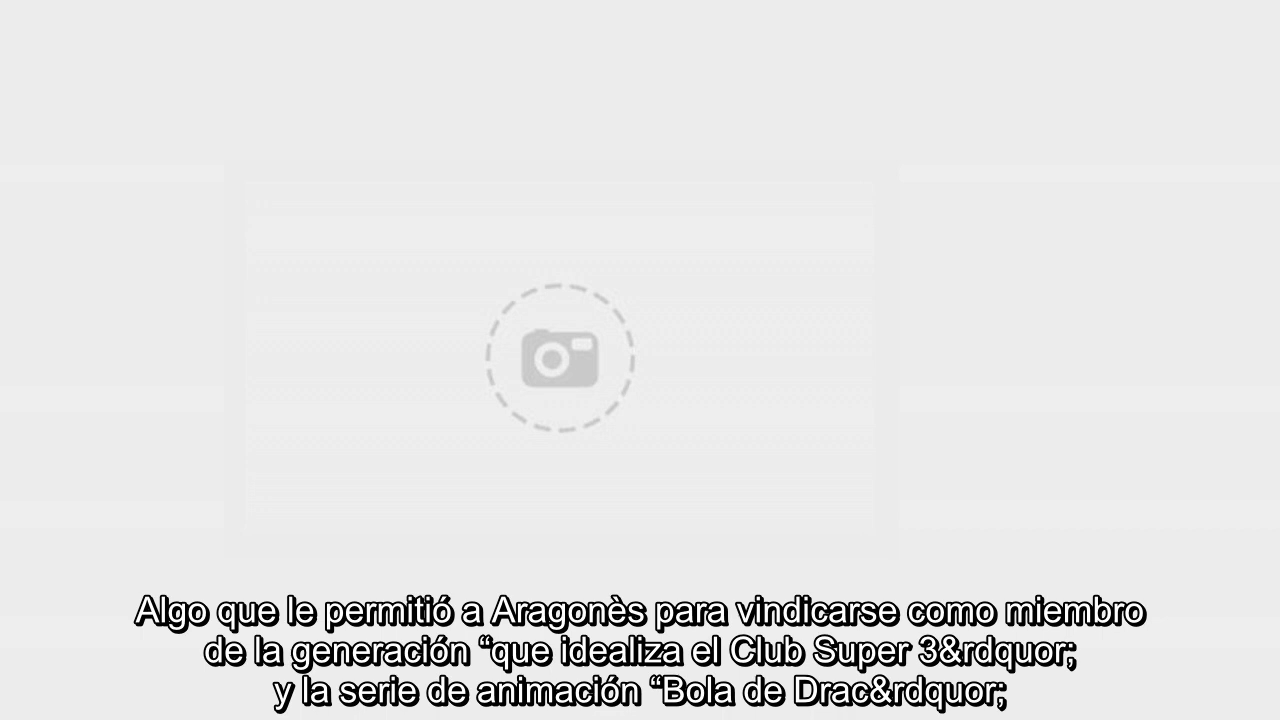 Algo que le permitió a Aragonès para vindicarse como miembro
de la generación “que idealiza el Club Super 3&rdquor;
y la serie de animación “Bola de Drac&rdquor;